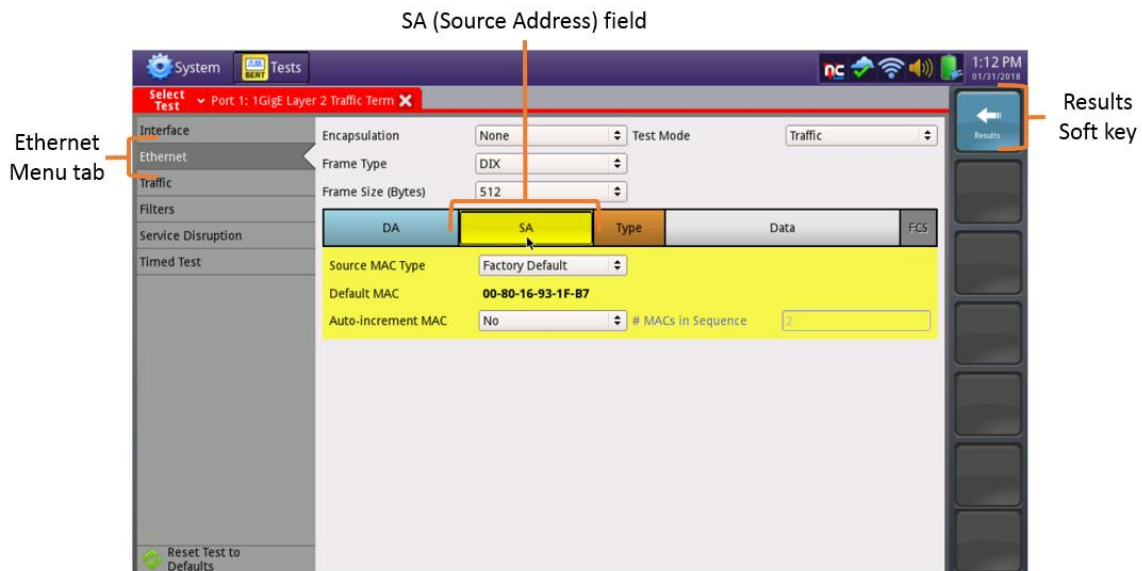 SA (Source Address) field
System
BERT
Tests
1:12 PM
01/31/2018
Select
Test
Port 1: 1GigE Layer 2 Traffic Term
Results
Results
Soft key
Ethernet
Menu tab
Interface
Ethernet
Traffic
Filters
Service Disruption
Timed Test
Encapsulation None Test Mode Traffic
Frame Type DIX
Frame Size (Bytes) 512
DA SA Type Data FCS
Source MAC Type Factory Default
Default MAC 00-80-16-93-1F-B7
Auto-increment MAC No # MACs in Sequence 2
Reset Test to
Defaults